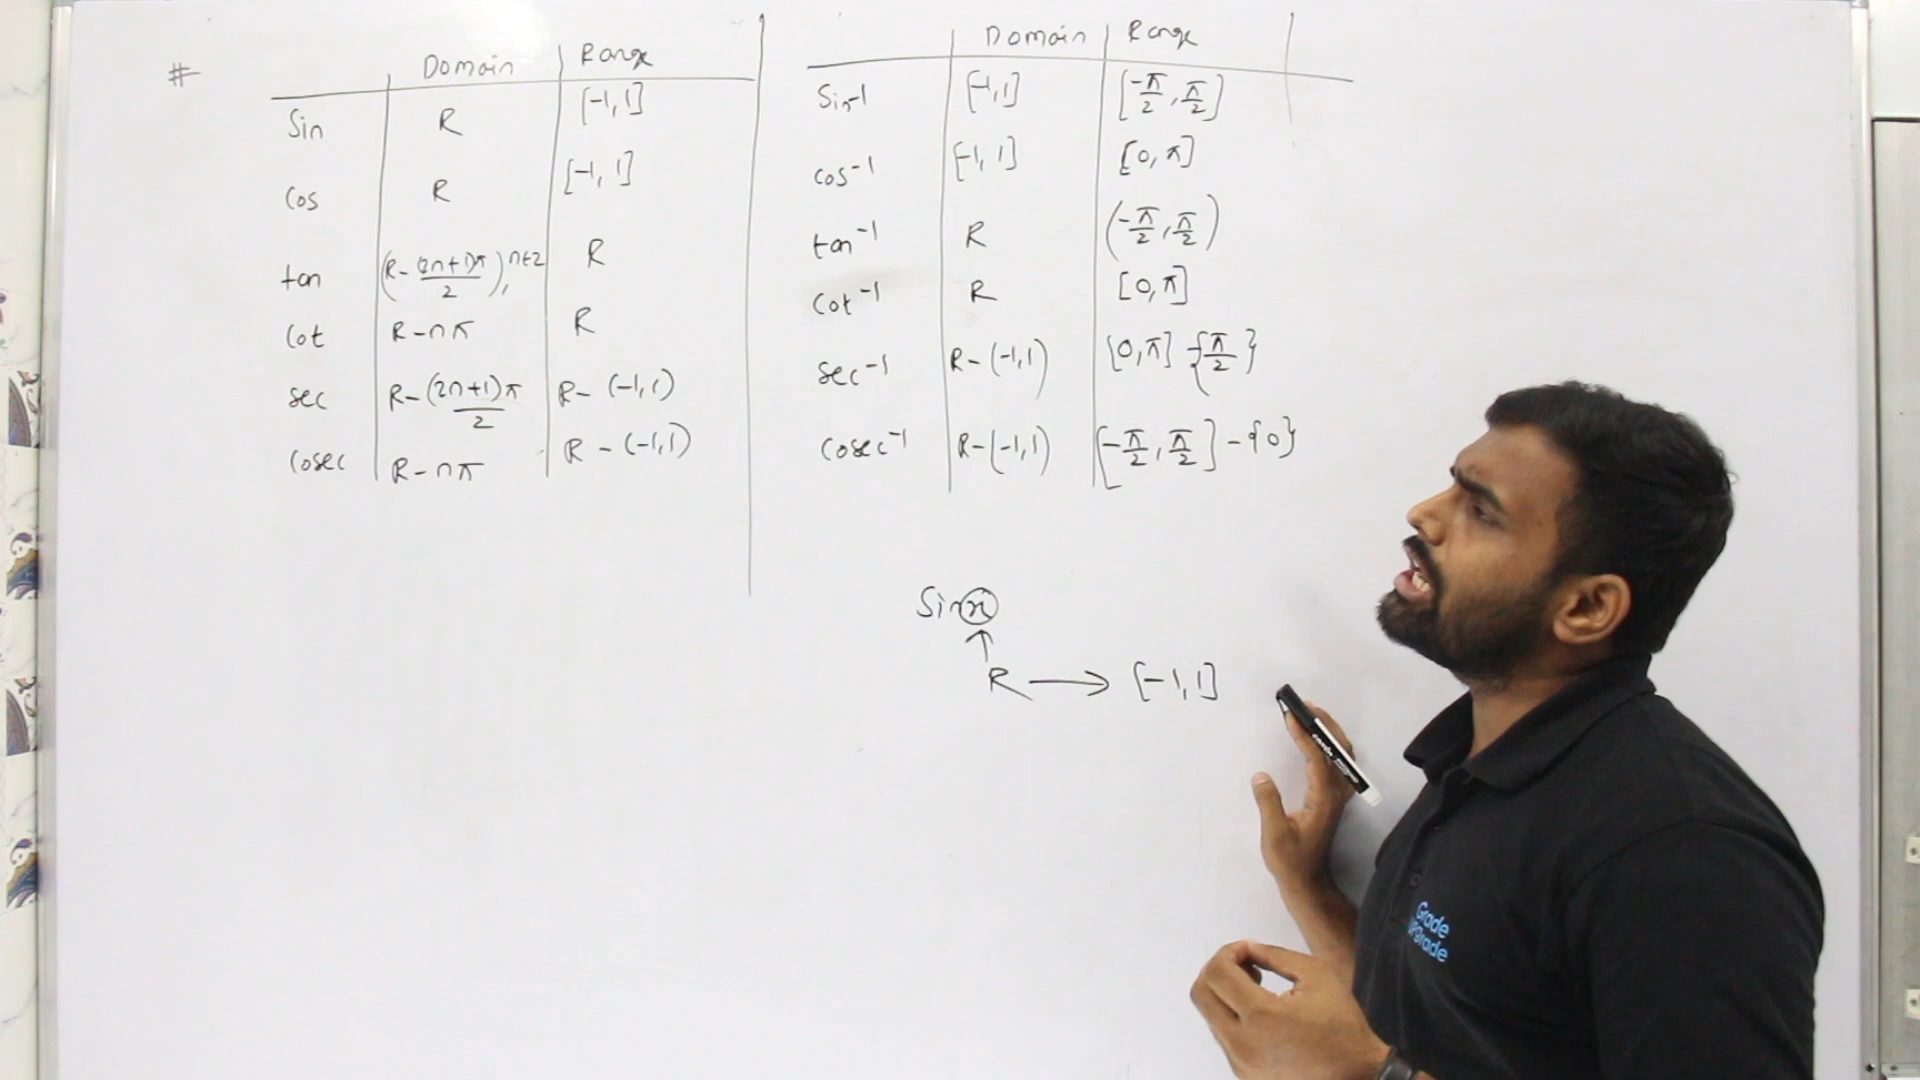 #
Domain Range
Sin R [-1, 1]
Cos R [-1, 1]
tan (R - (2n+1)π/2), n∈Z R
Cot R - nπ R
sec R - (2n+1)π/2 R - (-1, 1)
Cosec R - nπ R - (-1, 1)
Domain Range
Sin⁻¹ [-1, 1] [-π/2, π/2]
cos⁻¹ [-1, 1] [0, π]
tan⁻¹ R (-π/2, π/2)
Cot⁻¹ R [0, π]
sec⁻¹ R - (-1, 1) [0, π] - {π/2}
Cosec⁻¹ R - (-1, 1) [-π/2, π/2] - {0}
Sin x
↑
R → [-1, 1]
Grade
UPGrade